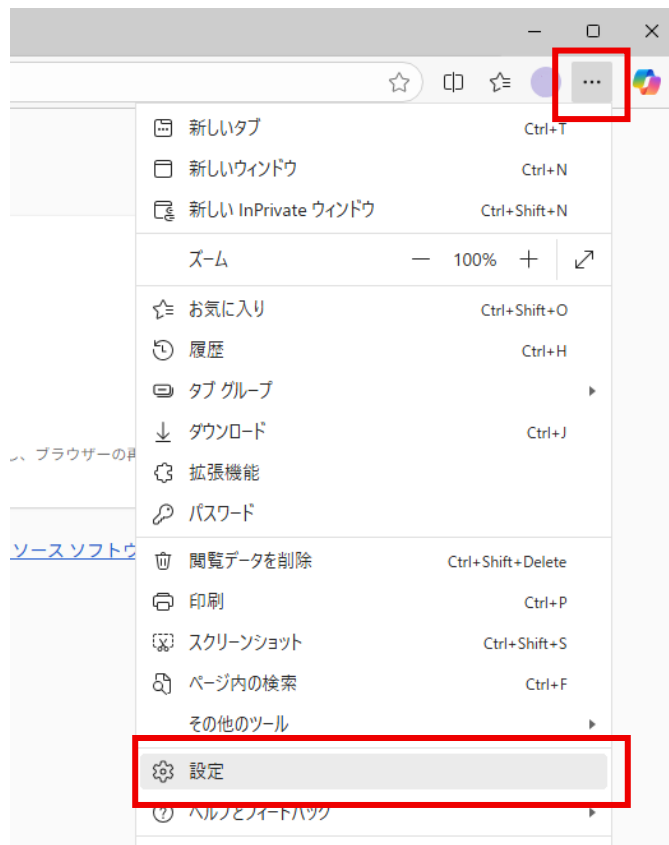 新しいタブ Ctrl+T
新しいウィンドウ Ctrl+N
新しい InPrivate ウィンドウ Ctrl+Shift+N
ズーム 100%
お気に入り Ctrl+Shift+O
履歴 Ctrl+H
タブ グループ
ダウンロード Ctrl+J
、ブラウザーの再
拡張機能
パスワード
ソース ソフトウ
閲覧データを削除 Ctrl+Shift+Delete
印刷 Ctrl+P
スクリーンショット Ctrl+Shift+S
ページ内の検索 Ctrl+F
その他のツール
設定
ヘルプとフィードバック